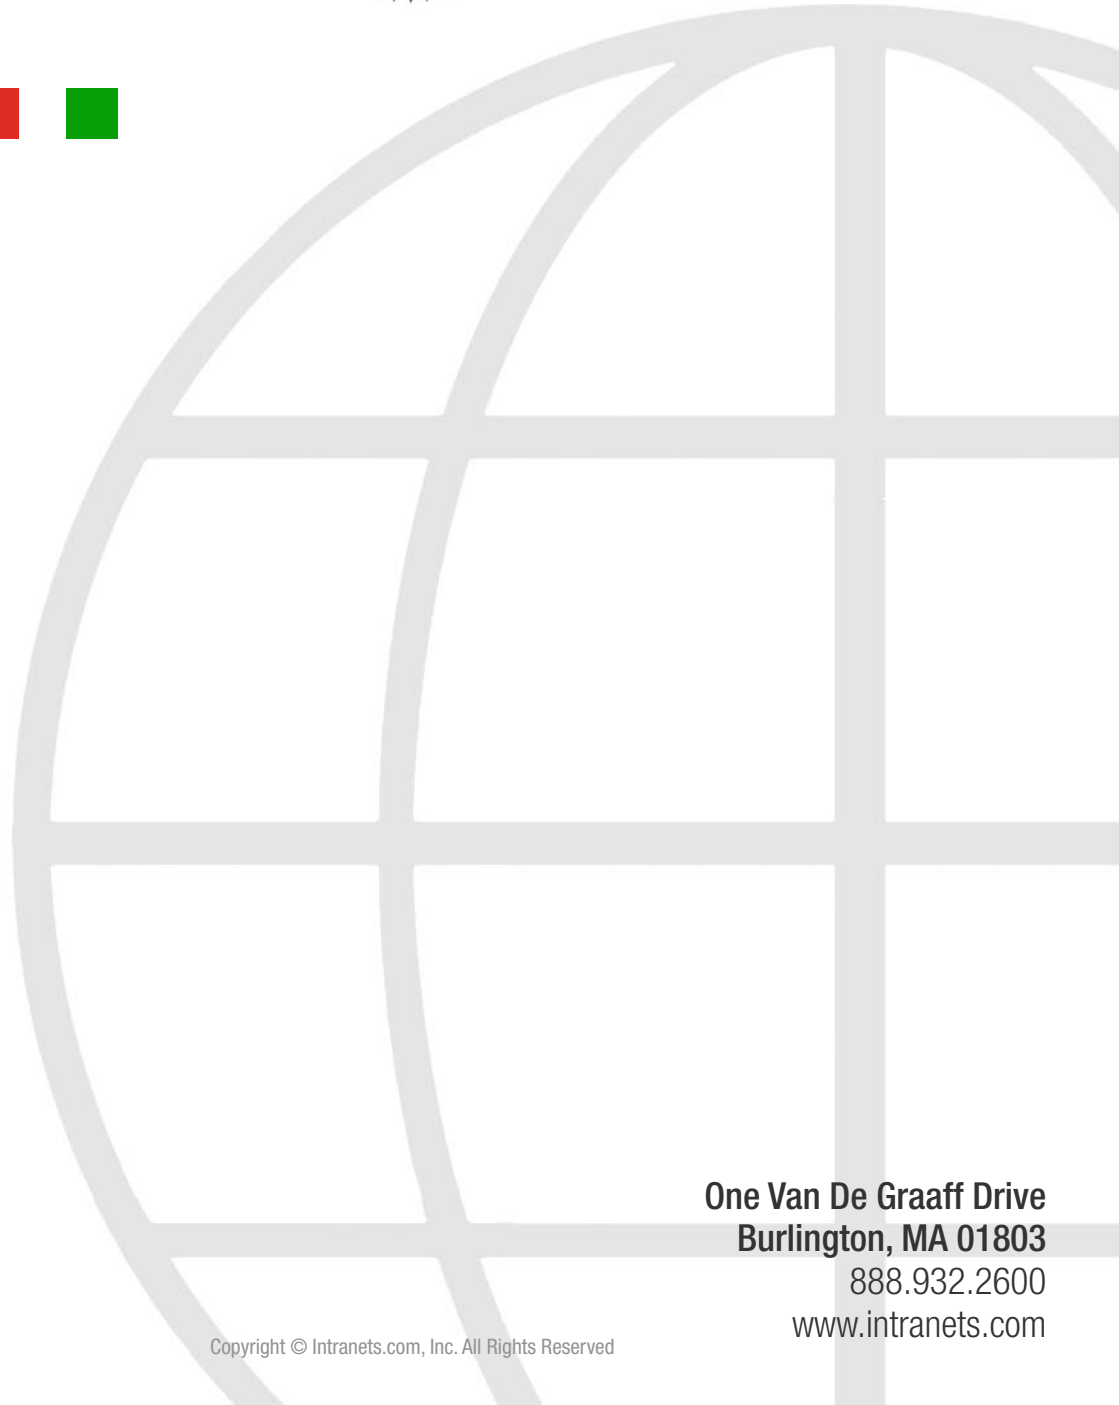 One Van De Graaff Drive
Burlington, MA 01803
888.932.2600
www.intranets.com
Copyright © Intranets.com, Inc. All Rights Reserved